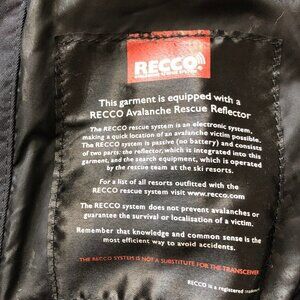 RECCO
This garment is equipped with a
RECCO Avalanche Rescue Reflector
The RECCO rescue system is an electronic system,
making a quick location of an avalanche victim possible.
The RECCO system is passive (no battery) and consists
of two parts: the reflector, which is integrated into this
garment, and the search equipment, which is operated
by the rescue team at the ski resorts.
For a list of all resorts outfitted with the
RECCO rescue system visit www.recco.com
The RECCO system does not prevent avalanches or
guarantee the survival or localisation of a victim.
Remember that knowledge and common sense is the
most efficient way to avoid accidents.
THE RECCO SYSTEM IS NOT A SUBSTITUTE FOR THE TRANSCEIVER
RECCO is a registered